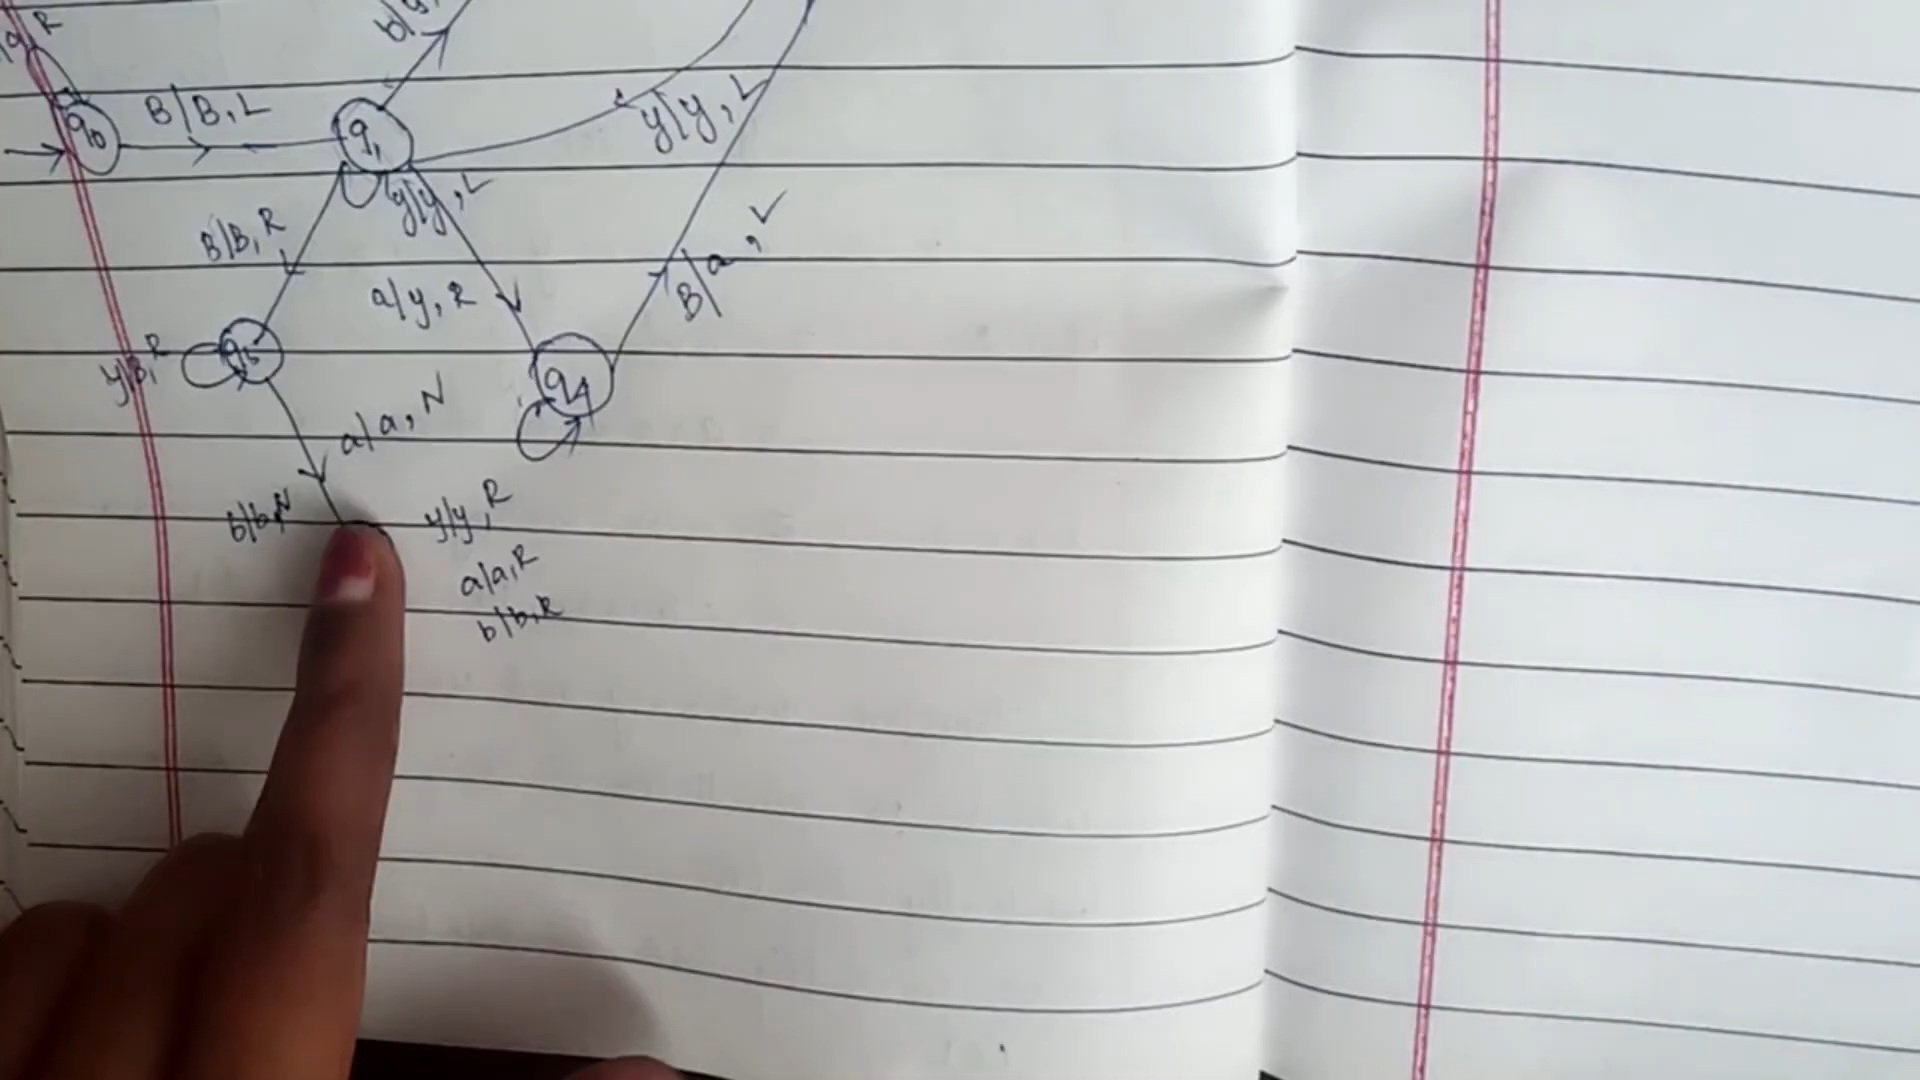 a, R
b|y,
B|B, L
q0
q1
y|y, L
y|y, L
B|B, R
a|y, R
B|a, L
q5
y|B, R
q4
a|a, N
b|b, N
y|y, R
a|a, R
b|b, R